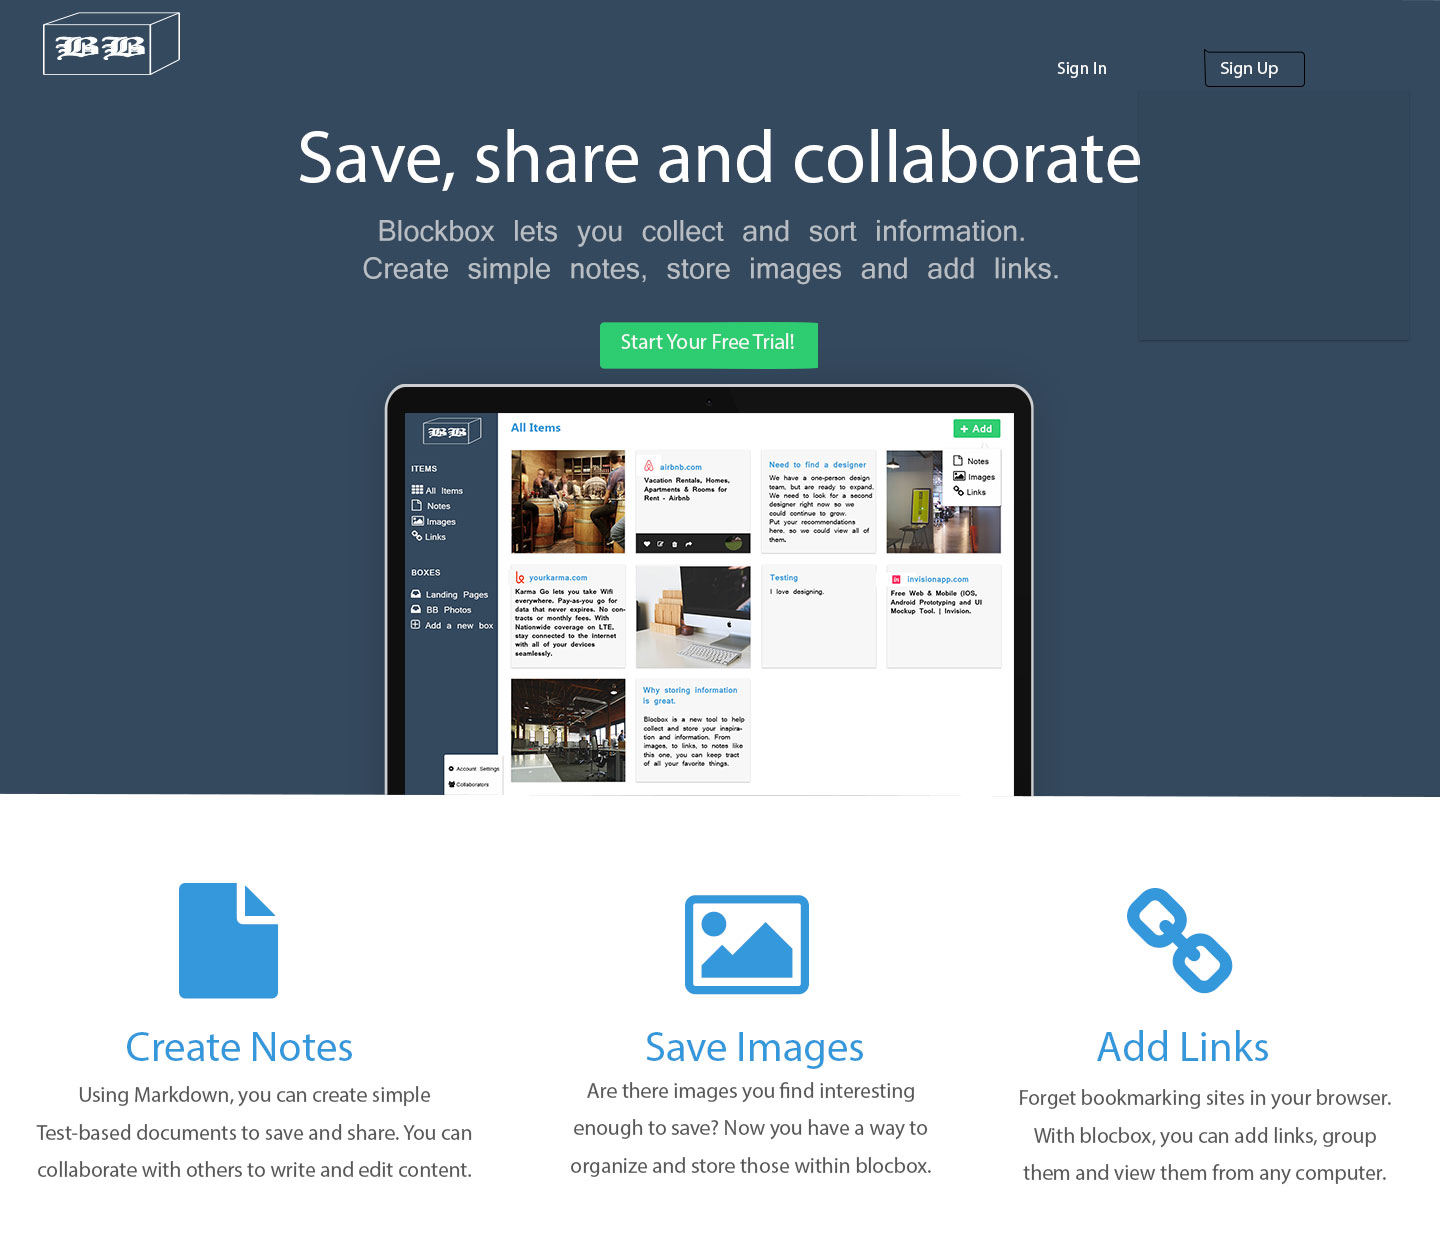 BB
Sign In
Sign Up
Save, share and collaborate
Blockbox lets you collect and sort information.
Create simple notes, store images and add links.
Start Your Free Trial!
BB
ITEMS
All Items
Notes
Images
Links
BOXES
Landing Pages
BB Photos
Add a new box
Account Settings
Collaborators
All Items
+ Add
Notes
Images
Links
airbnb.com
Vacation Rentals, Homes,
Apartments & Rooms for
Rent - Airbnb
Need to find a designer
We have a one-person design
team, but are ready to expand.
We need to look for a second
designer right now so we
could continue to grow.
Put your recommendations
here. so we could view all of
them.
yourkarma.com
Karma Go lets you take Wifi
everywhere. Pay-as-you go for
data that never expires. No con-
tracts or monthly fees. With
Nationwide coverage on LTE,
stay connected to the internet
with all of your devices
seamlessly.
Testing
I love designing.
in
invisionapp.com
Free Web & Mobile (IOS,
Android Prototyping and UI
Mockup Tool. | Invision.
Why storing information
is great.
Blocbox is a new tool to help
collect and store your inspira-
tion and information. From
images, to links, to notes like
this one, you can keep tract
of all your favorite things.
Create Notes
Using Markdown, you can create simple
Test-based documents to save and share. You can
collaborate with others to write and edit content.
Save Images
Are there images you find interesting
enough to save? Now you have a way to
organize and store those within blocbox.
Add Links
Forget bookmarking sites in your browser.
With blocbox, you can add links, group
them and view them from any computer.